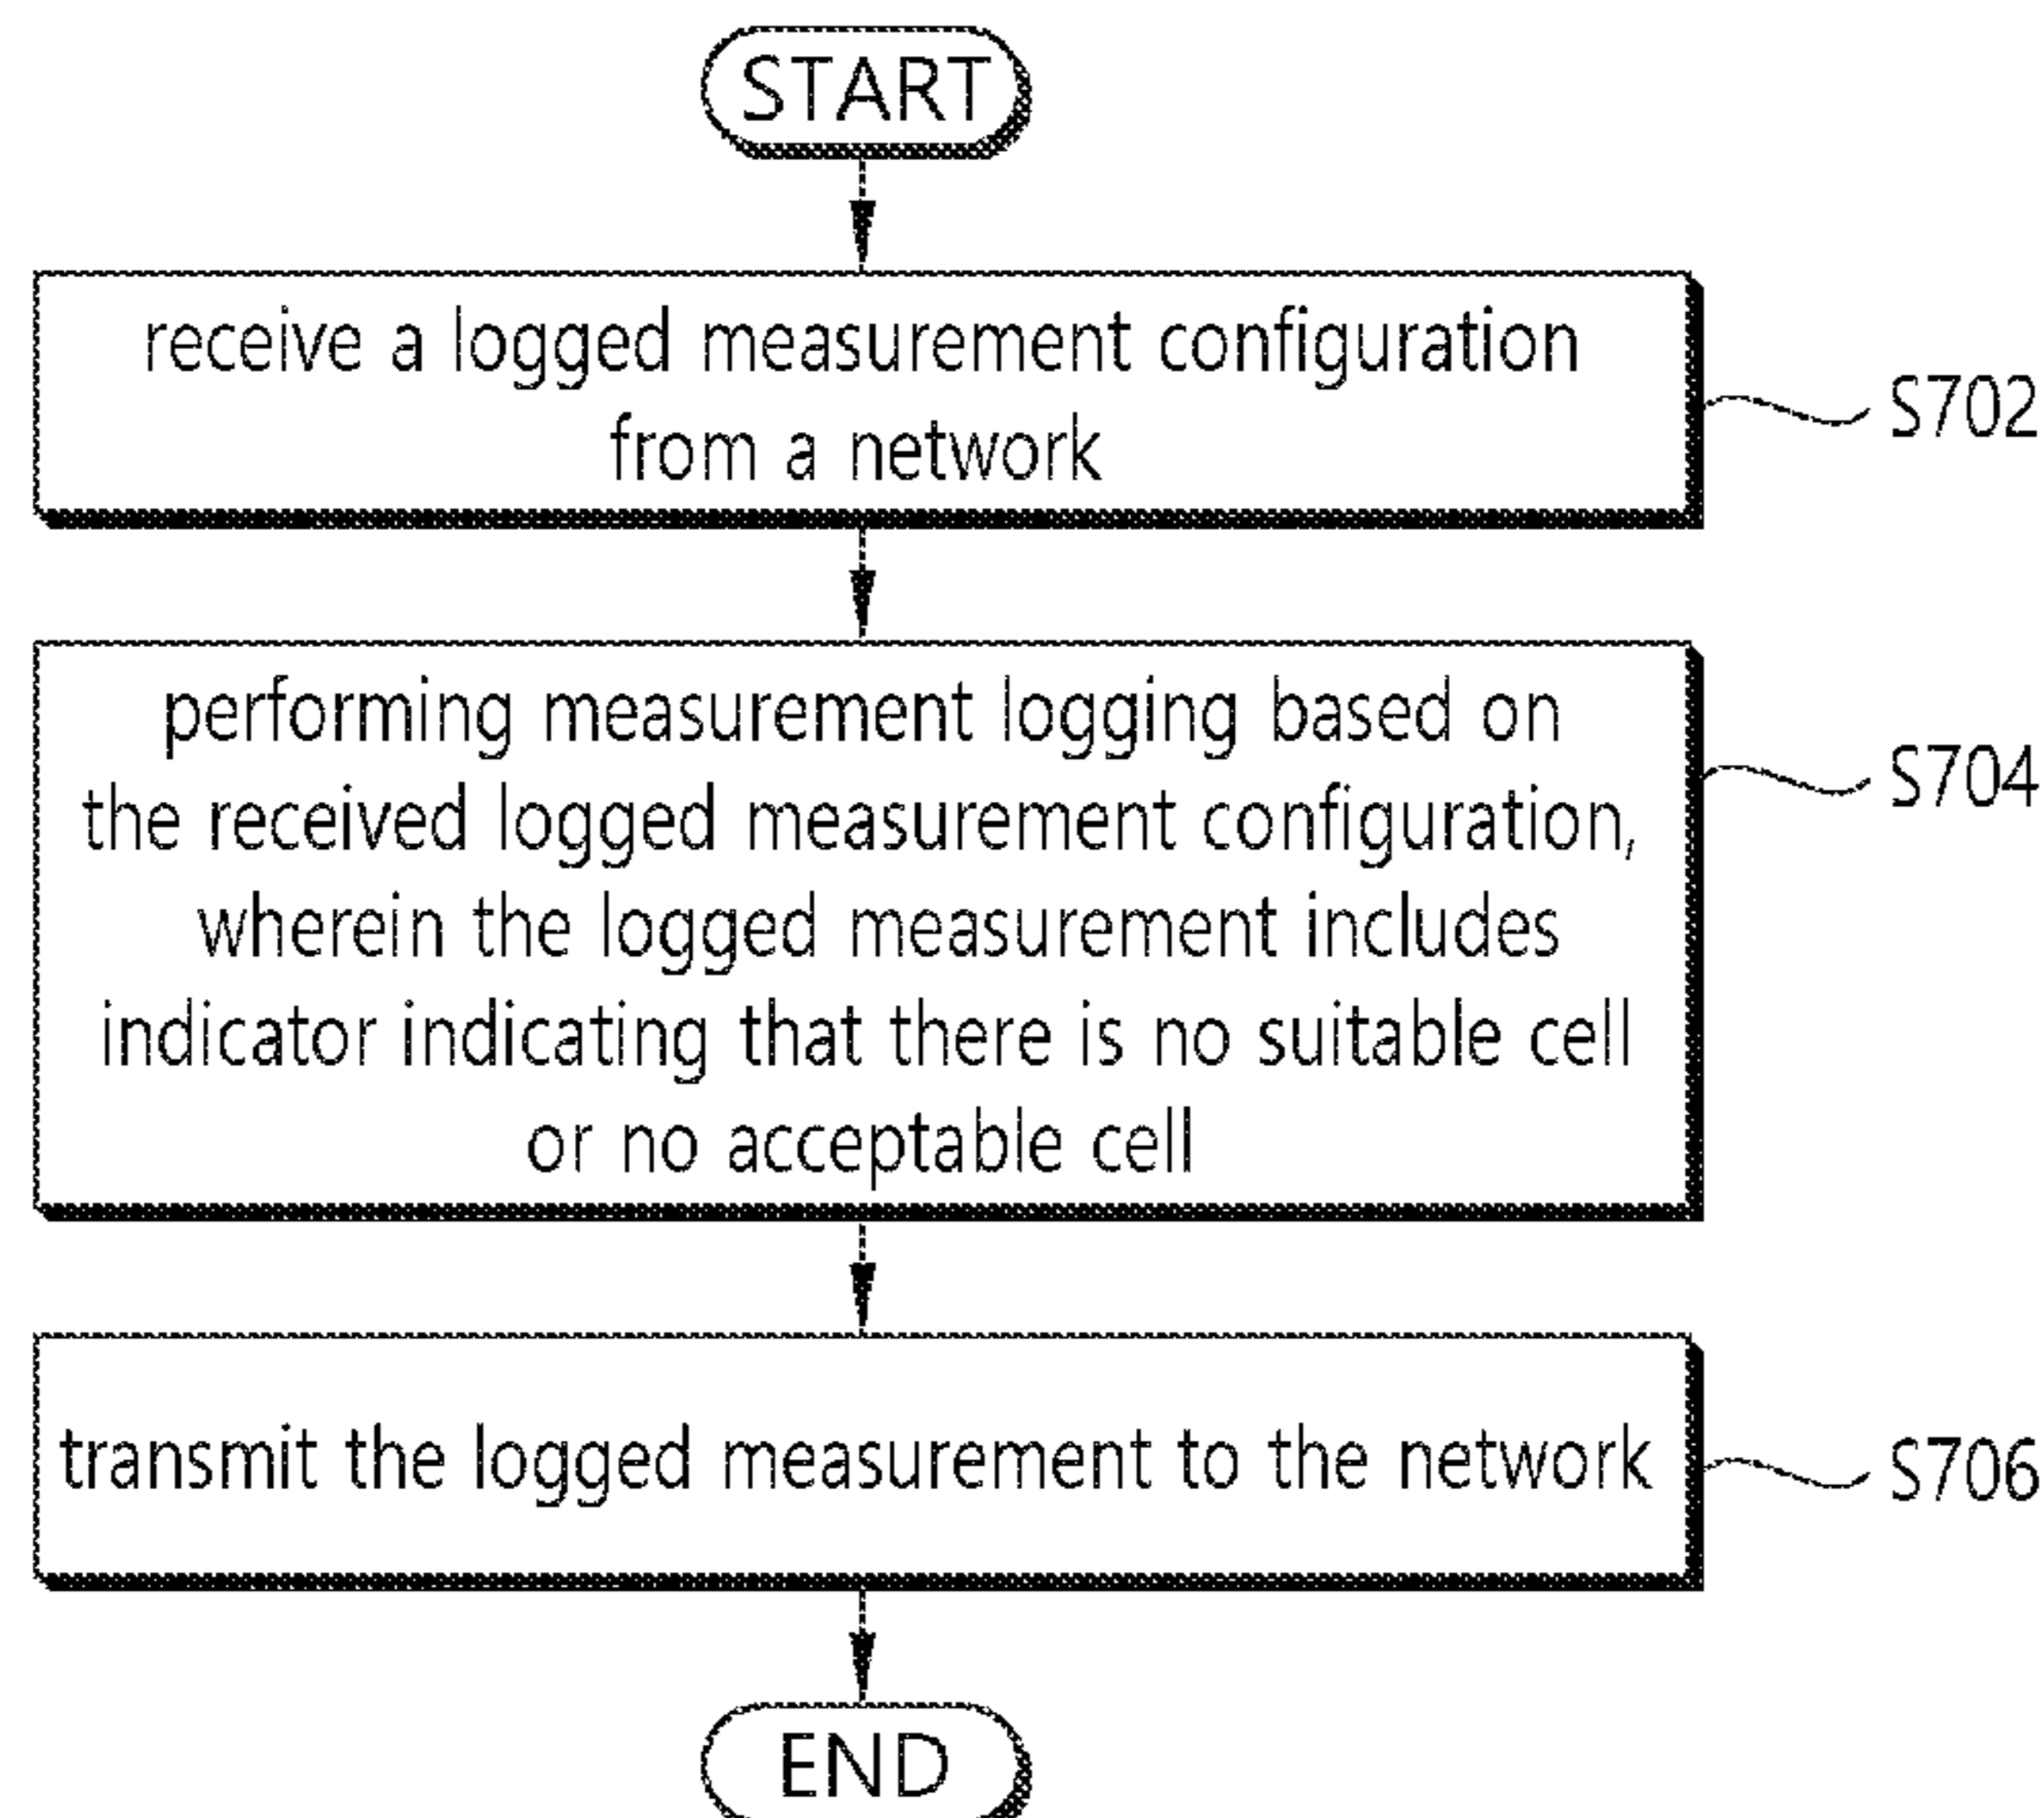 START
receive a logged measurement configuration
from a network
S702
performing measurement logging based on
the received logged measurement configuration,
wherein the logged measurement includes
indicator indicating that there is no suitable cell
or no acceptable cell
S704
transmit the logged measurement to the network
S706
END